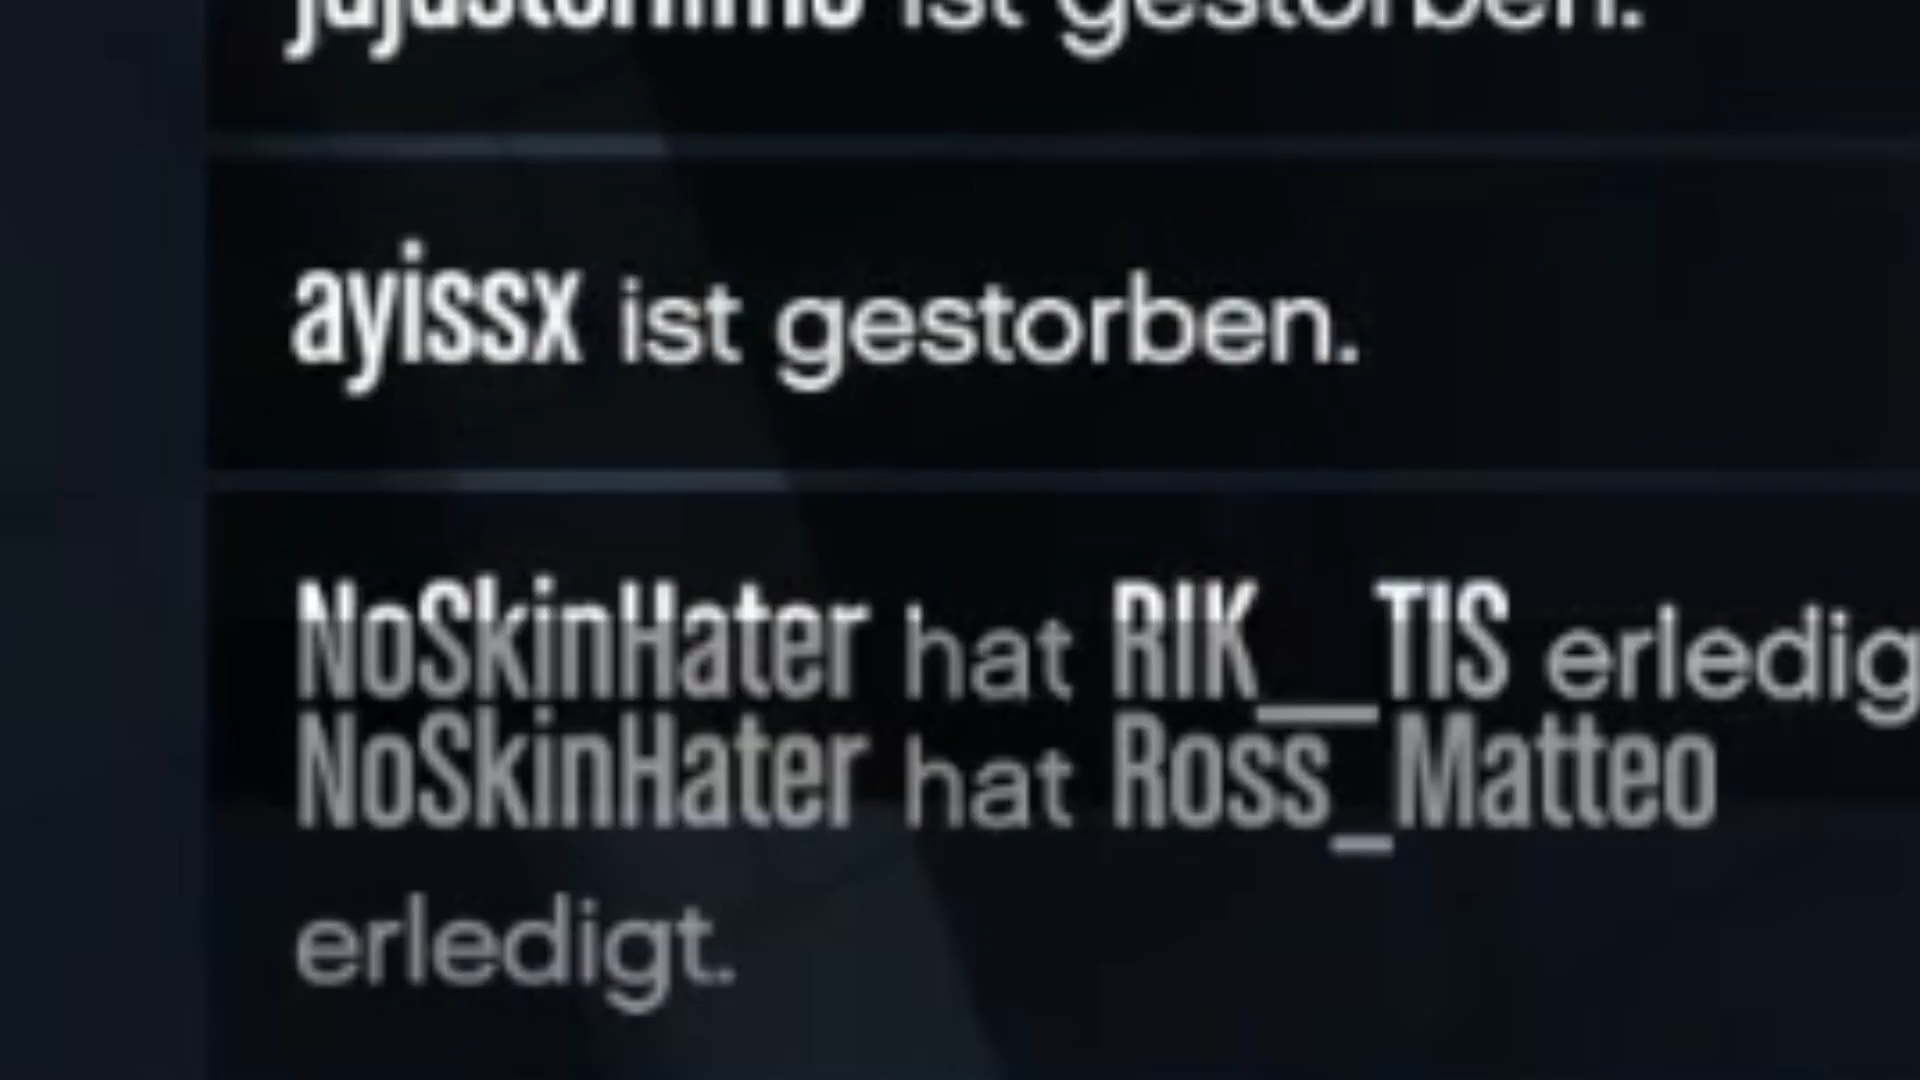 ist gestorben.
ayissx ist gestorben.
NoSkinHater hat RIK__TIS erledig
NoSkinHater hat Ross_Matteo
erledigt.